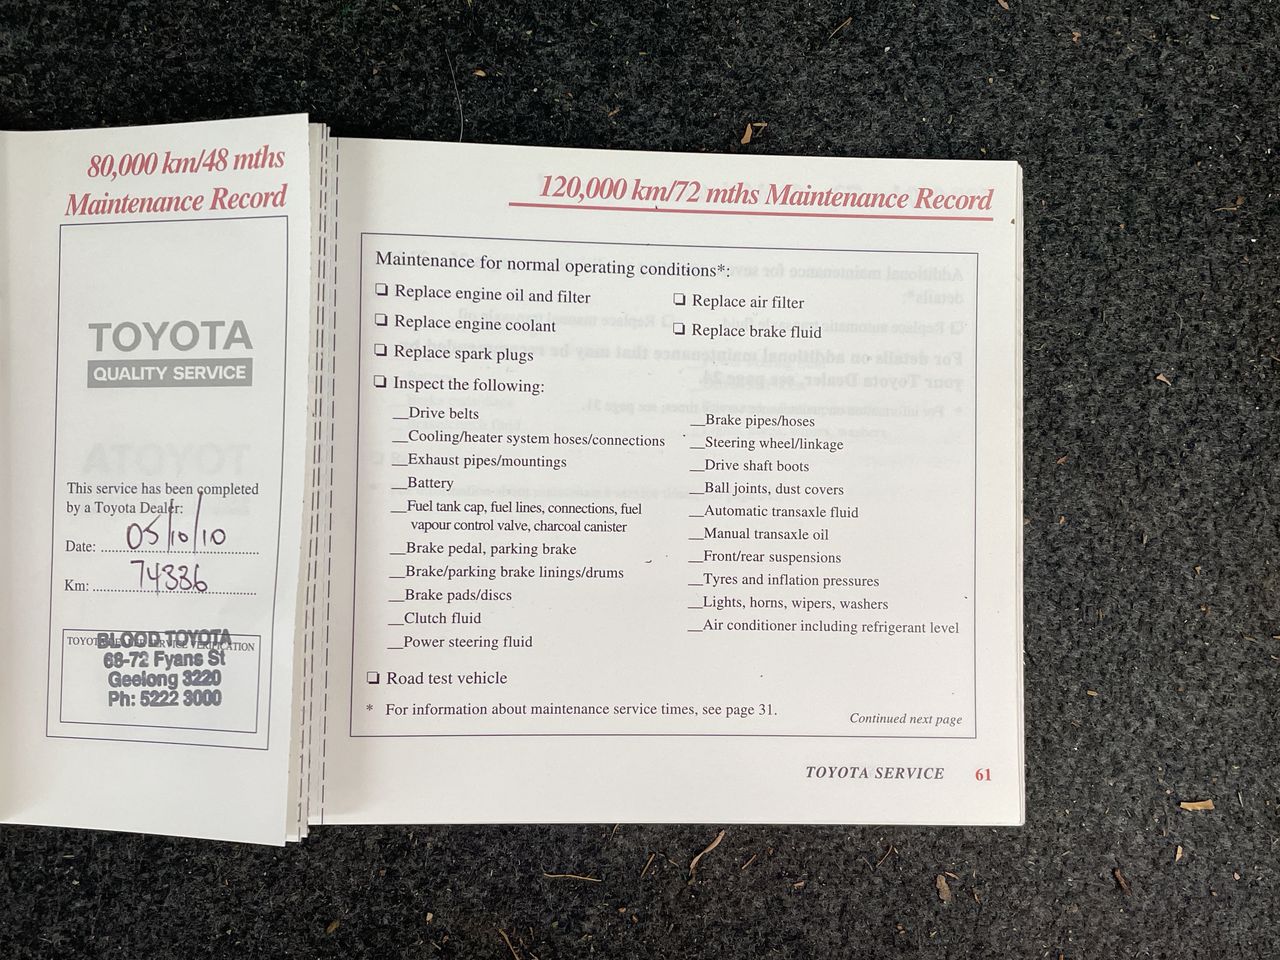 80,000 km/48 mths
Maintenance Record
TOYOTA
QUALITY SERVICE
This service has been completed
by a Toyota Dealer:
Date: 05/10/10
Km: 74386
BLOOD TOYOTA
68-72 Fyans St
Geelong 3220
Ph: 5222 3000
120,000 km/72 mths Maintenance Record
Maintenance for normal operating conditions*:
❏ Replace engine oil and filter
❏ Replace engine coolant
❏ Replace spark plugs
❏ Replace air filter
❏ Replace brake fluid
❏ Inspect the following:
__Drive belts
__Cooling/heater system hoses/connections
__Exhaust pipes/mountings
__Battery
__Fuel tank cap, fuel lines, connections, fuel
vapour control valve, charcoal canister
__Brake pedal, parking brake
__Brake/parking brake linings/drums
__Brake pads/discs
__Clutch fluid
__Power steering fluid
__Brake pipes/hoses
__Steering wheel/linkage
__Drive shaft boots
__Ball joints, dust covers
__Automatic transaxle fluid
__Manual transaxle oil
__Front/rear suspensions
__Tyres and inflation pressures
__Lights, horns, wipers, washers
__Air conditioner including refrigerant level
❏ Road test vehicle
* For information about maintenance service times, see page 31.
Continued next page
TOYOTA SERVICE 61